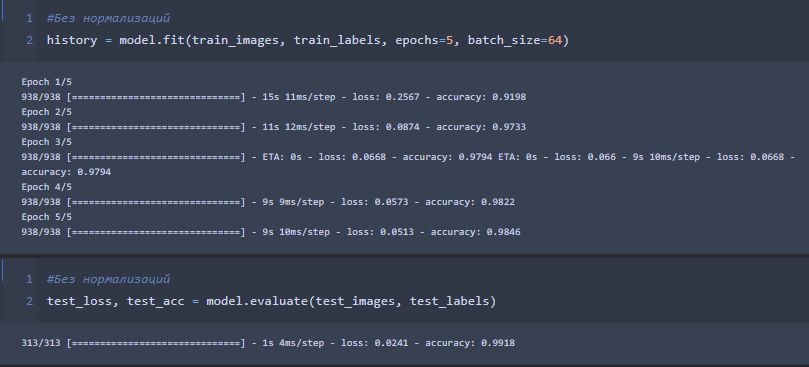 1 #Без нормализаций
2 history = model.fit(train_images, train_labels, epochs=5, batch_size=64)
Epoch 1/5
938/938 [==============================] - 15s 11ms/step - loss: 0.2567 - accuracy: 0.9198
Epoch 2/5
938/938 [==============================] - 11s 12ms/step - loss: 0.0874 - accuracy: 0.9733
Epoch 3/5
938/938 [==============================] - ETA: 0s - loss: 0.0668 - accuracy: 0.9794 ETA: 0s - loss: 0.066 - 9s 10ms/step - loss: 0.0668 -
accuracy: 0.9794
Epoch 4/5
938/938 [==============================] - 9s 9ms/step - loss: 0.0573 - accuracy: 0.9822
Epoch 5/5
938/938 [==============================] - 9s 10ms/step - loss: 0.0513 - accuracy: 0.9846
1 #Без нормализаций
2 test_loss, test_acc = model.evaluate(test_images, test_labels)
313/313 [==============================] - 1s 4ms/step - loss: 0.0241 - accuracy: 0.9918